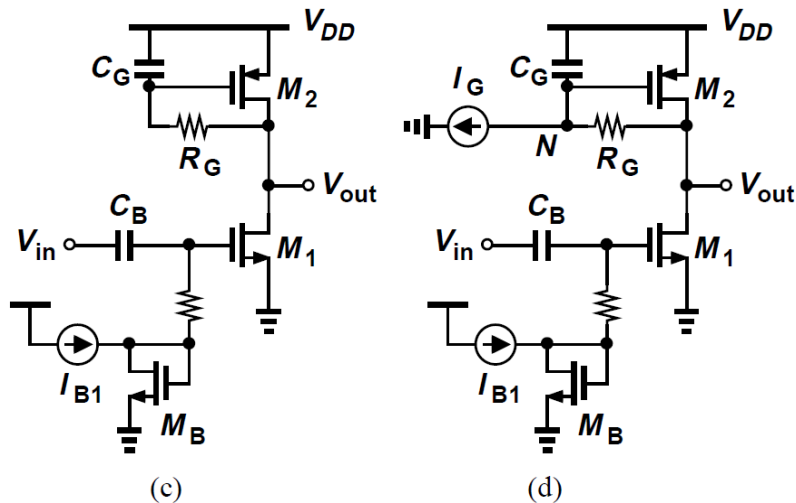 V_DD
C_G
M_2
R_G
V_out
C_B
V_in
M_1
I_B1
M_B
(c)
V_DD
I_G
C_G
M_2
N
R_G
V_out
C_B
V_in
M_1
I_B1
M_B
(d)